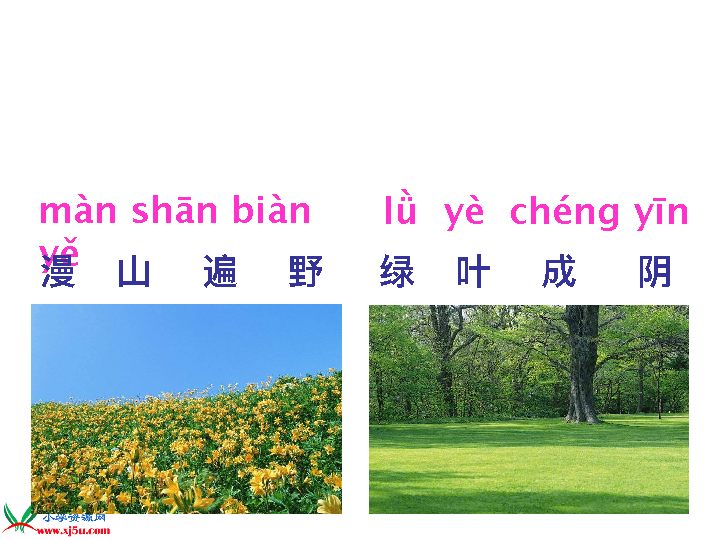 màn shān biàn yě
漫 山 遍 野
lǜ yè chéng yīn
绿 叶 成 阴
小学资源网
www.xj5u.com